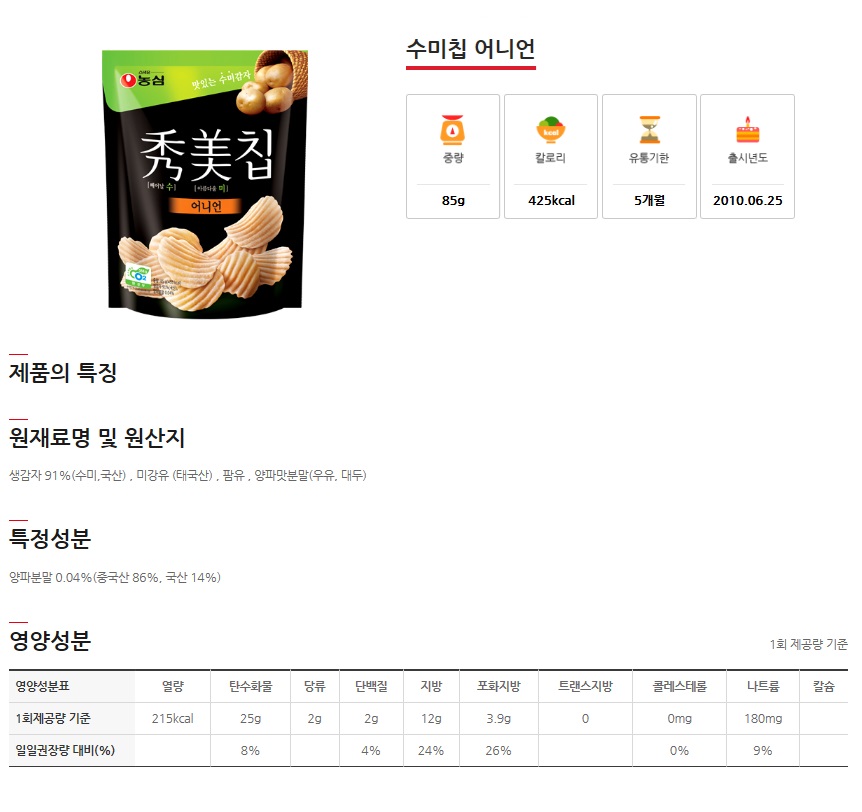 수미칩 어니언
농심
맛있는 수미감자
秀美칩
[빼어날 수] [아름다울 미]
어니언
중량 칼로리 유통기한 출시년도
85g 425kcal 5개월 2010.06.25
제품의 특징
원재료명 및 원산지
생감자 91%(수미,국산) , 미강유 (태국산) , 팜유 , 양파맛분말(우유, 대두)
특정성분
양파분말 0.04%(중국산 86%, 국산 14%)
영양성분
1회 제공량 기준
영양성분표 열량 탄수화물 당류 단백질 지방 포화지방 트랜스지방 콜레스테롤 나트륨 칼슘
1회제공량 기준 215kcal 25g 2g 2g 12g 3.9g 0 0mg 180mg
일일권장량 대비(%) 8% 4% 24% 26% 0% 9%